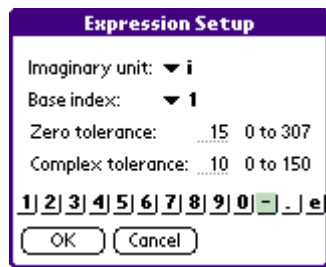 Expression Setup
Imaginary unit: i
Base index: 1
Zero tolerance: 15 0 to 307
Complex tolerance: 10 0 to 150
1 2 3 4 5 6 7 8 9 0 - . e
OK Cancel